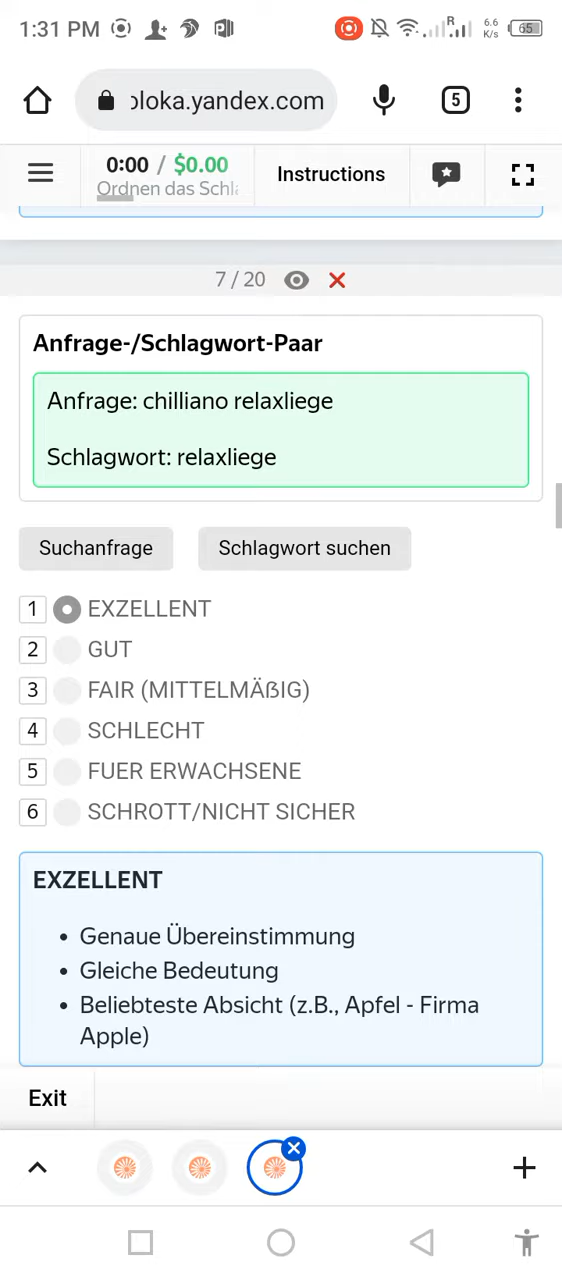 1:31 PM
R
6.6
K/s
65
oloka.yandex.com
5
0:00 / $0.00
Ordnen das Schla
Instructions
7 / 20
Anfrage-/Schlagwort-Paar
Anfrage: chilliano relaxliege
Schlagwort: relaxliege
Suchanfrage
Schlagwort suchen
1 EXZELLENT
2 GUT
3 FAIR (MITTELMÄßIG)
4 SCHLECHT
5 FUER ERWACHSENE
6 SCHROTT/NICHT SICHER
EXZELLENT
• Genaue Übereinstimmung
• Gleiche Bedeutung
• Beliebteste Absicht (z.B., Apfel - Firma
Apple)
Exit